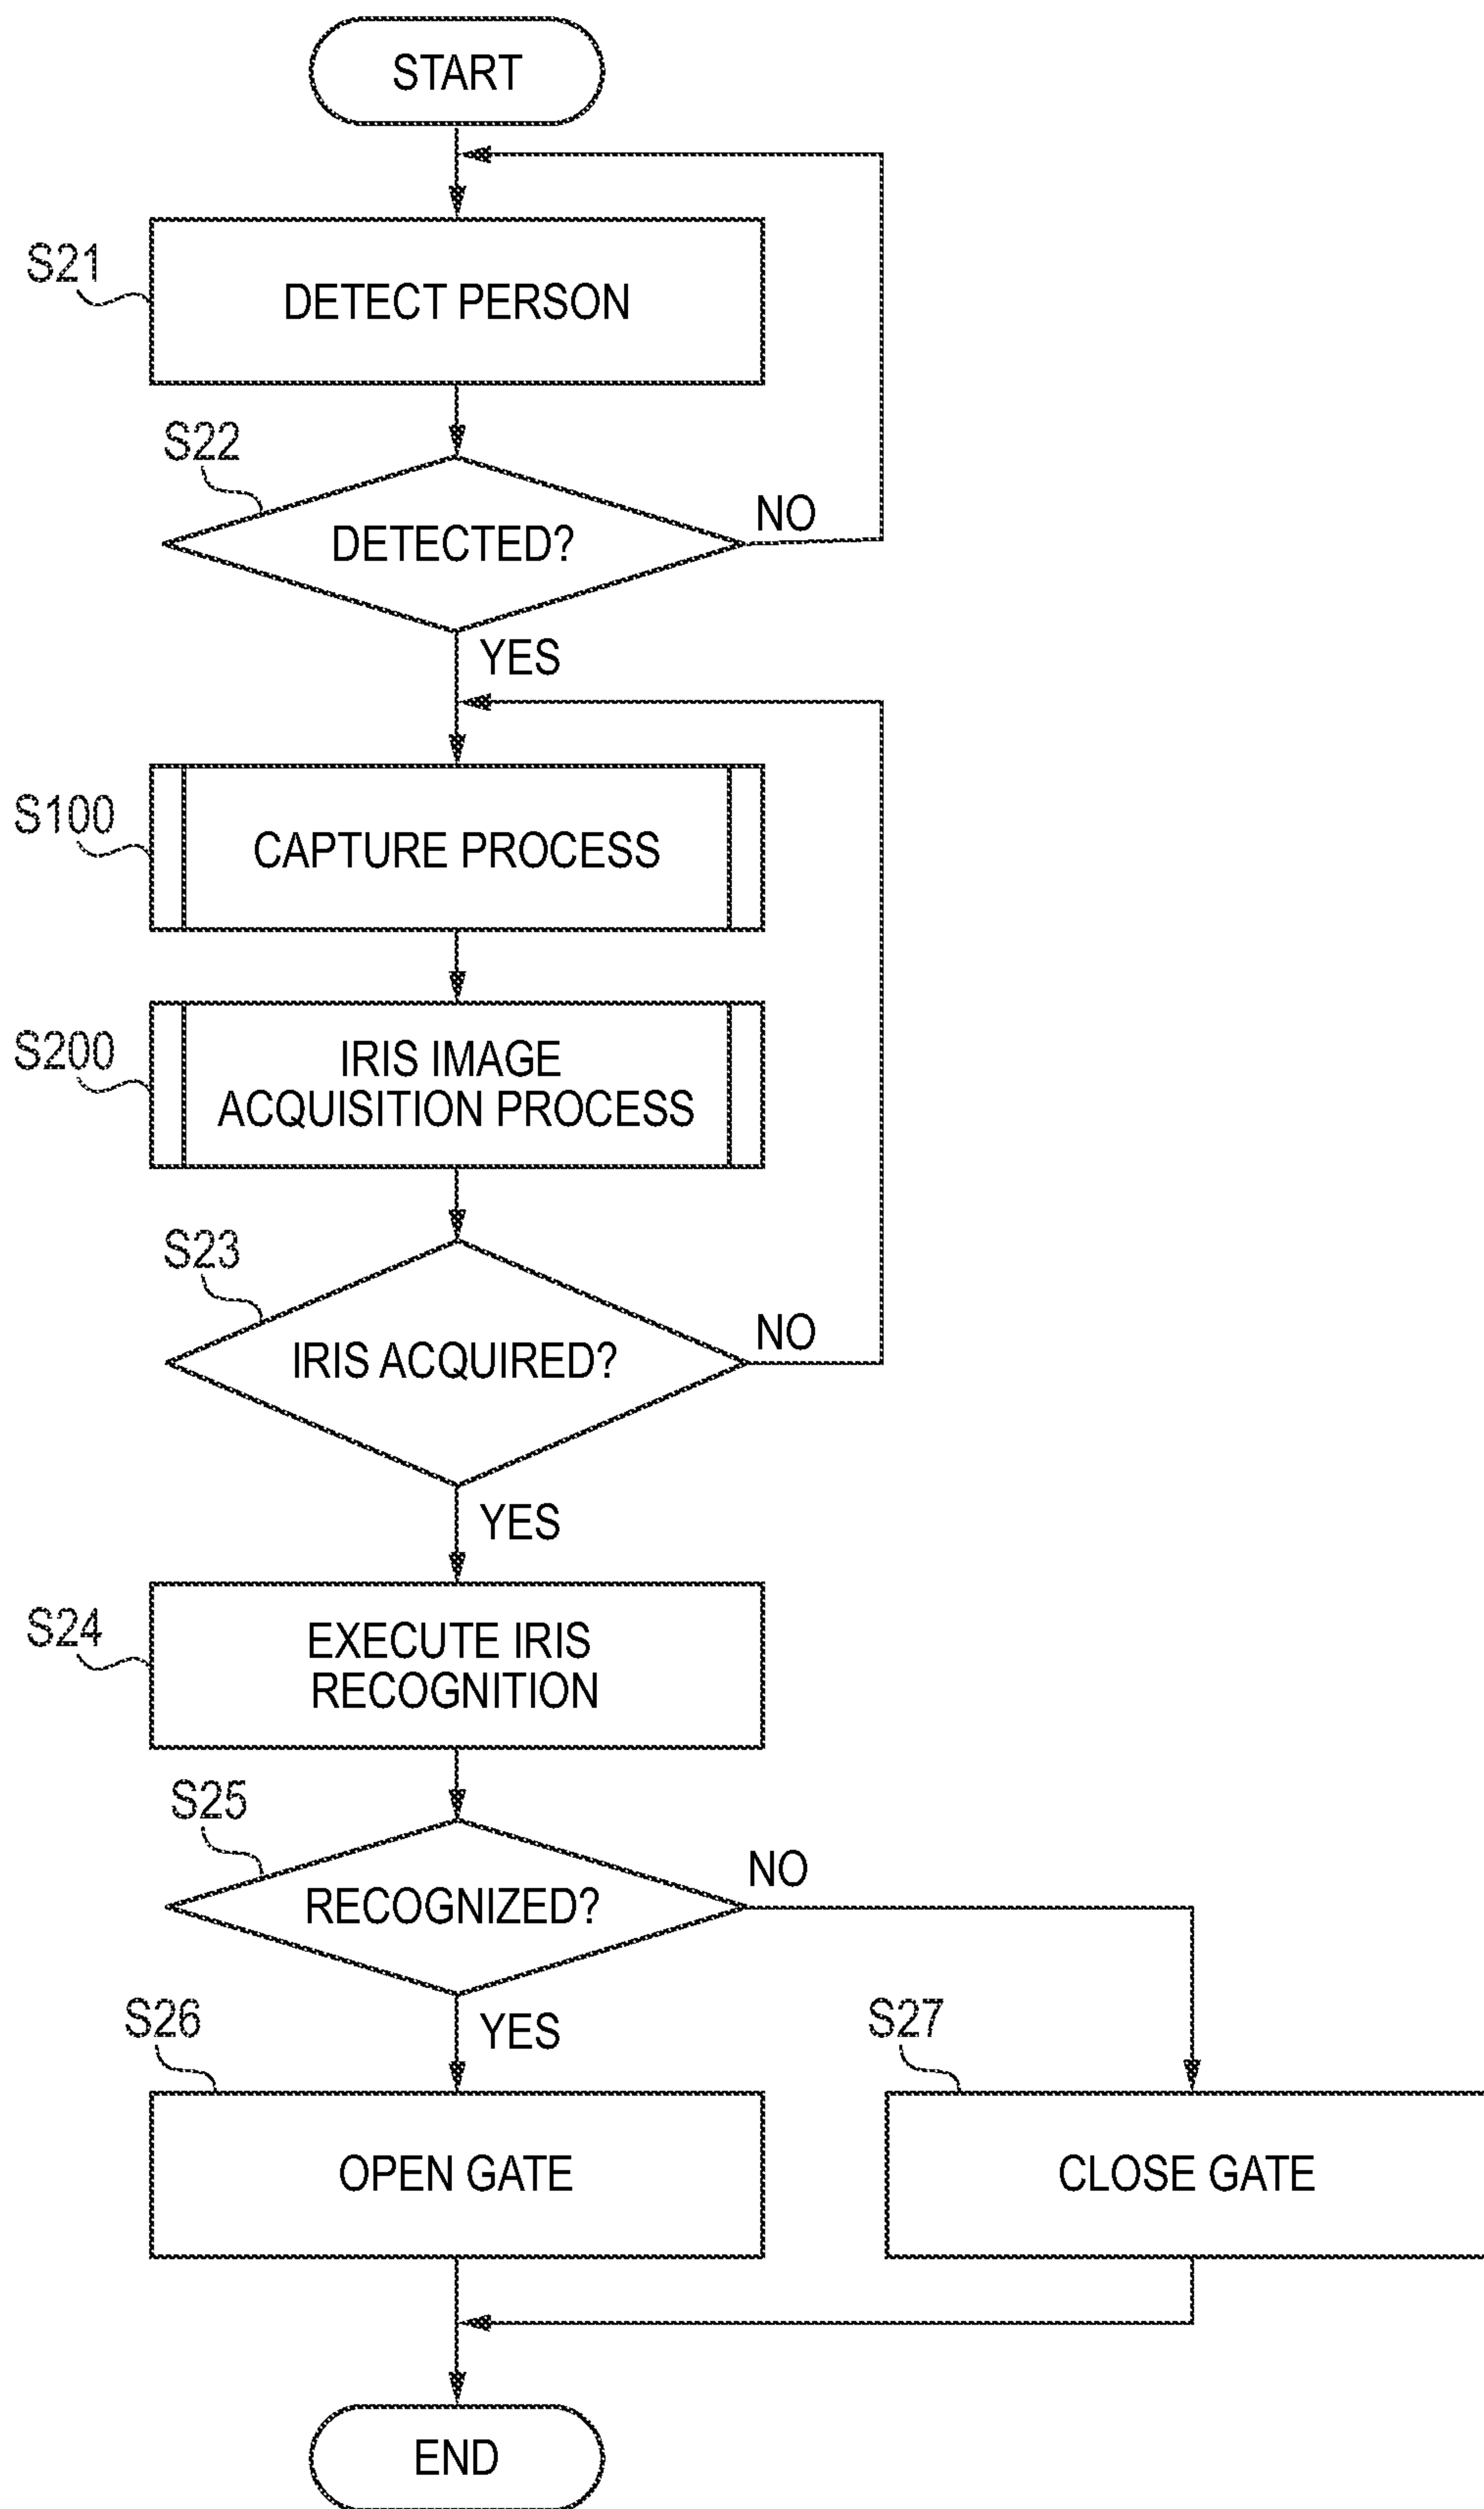 START
S21
DETECT PERSON
S22
DETECTED?
NO
YES
S100
CAPTURE PROCESS
S200
IRIS IMAGE
ACQUISITION PROCESS
S23
IRIS ACQUIRED?
NO
YES
S24
EXECUTE IRIS
RECOGNITION
S25
RECOGNIZED?
NO
YES
S26
OPEN GATE
S27
CLOSE GATE
END